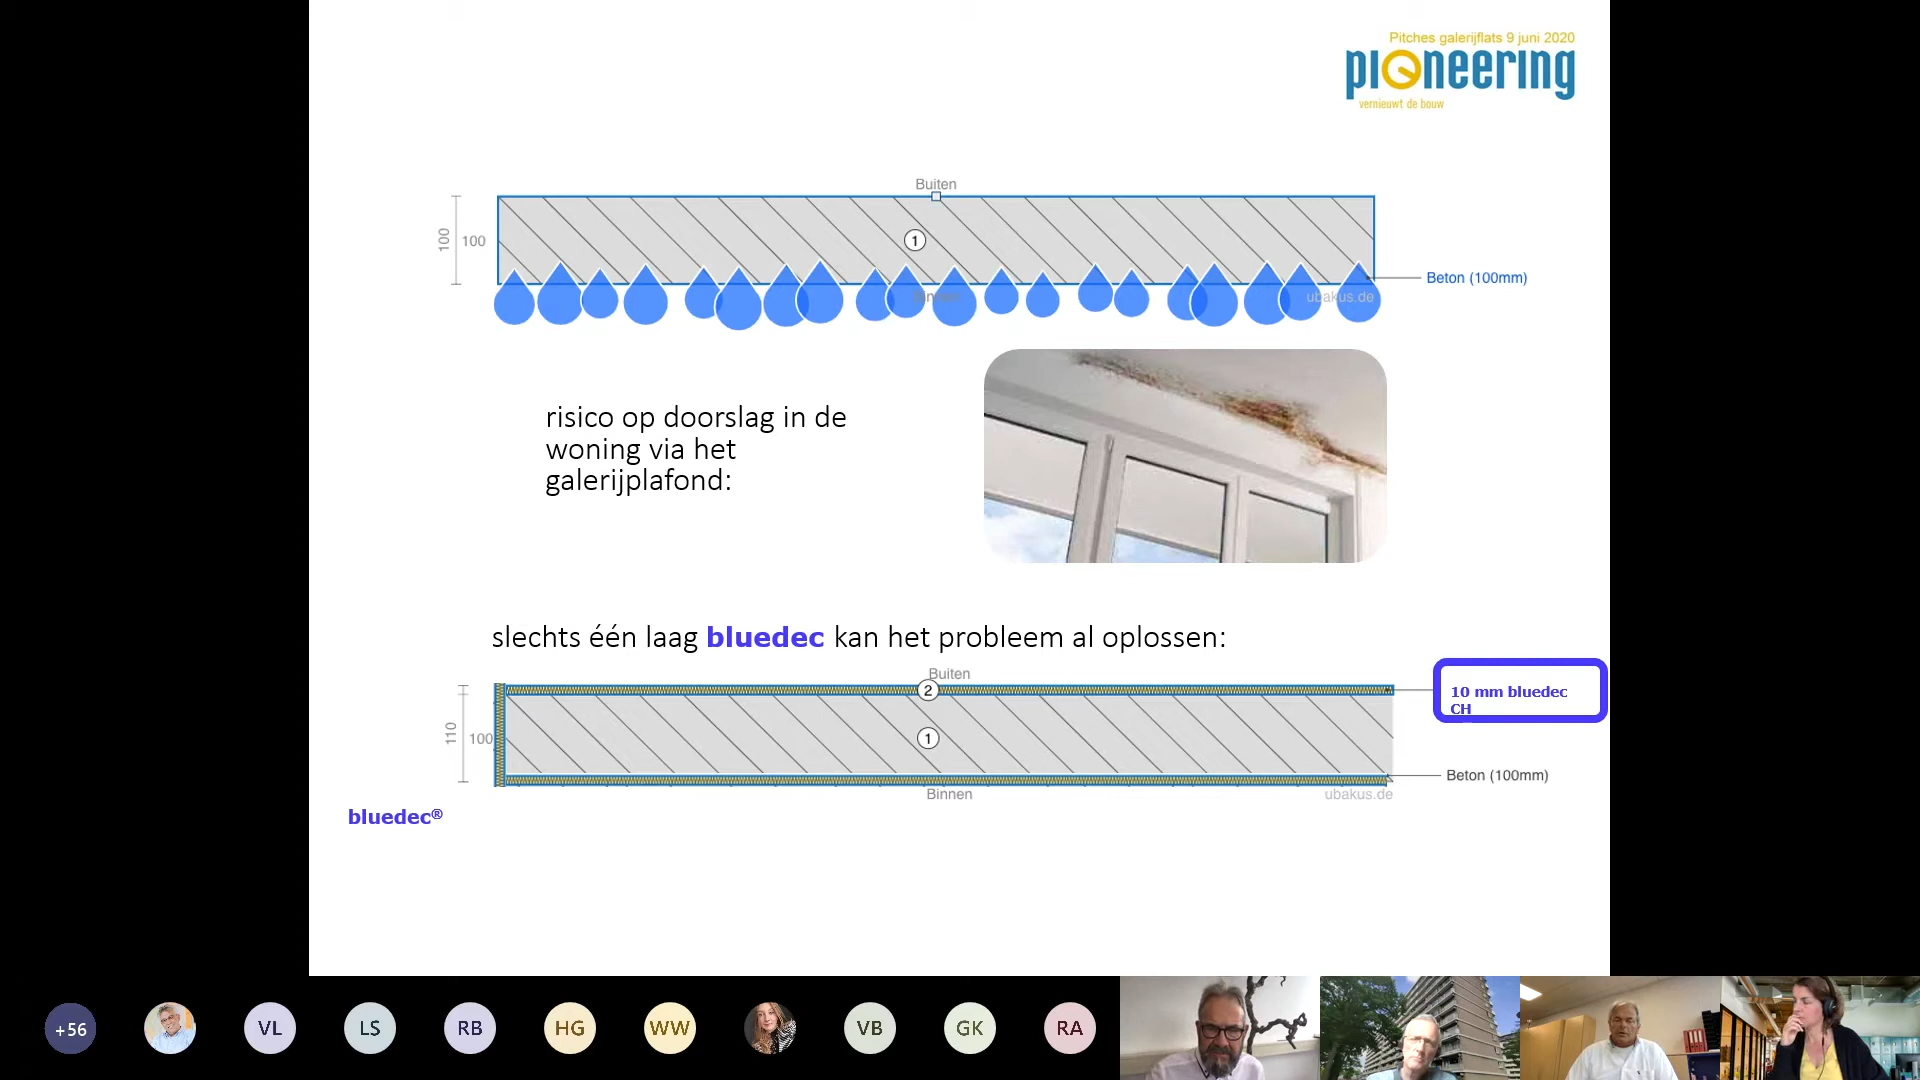 Pitches galerijflats 9 juni 2020
pioneering
vernieuwt de bouw
Buiten
100
100
1
Beton (100mm)
Binnen
ubakus.de
risico op doorslag in de
woning via het
galerijplafond:
slechts één laag bluedec kan het probleem al oplossen:
Buiten
2
10 mm bluedec
CH
110
100
1
Beton (100mm)
Binnen
ubakus.de
bluedec®
+56
VL
LS
RB
HG
WW
VB
GK
RA